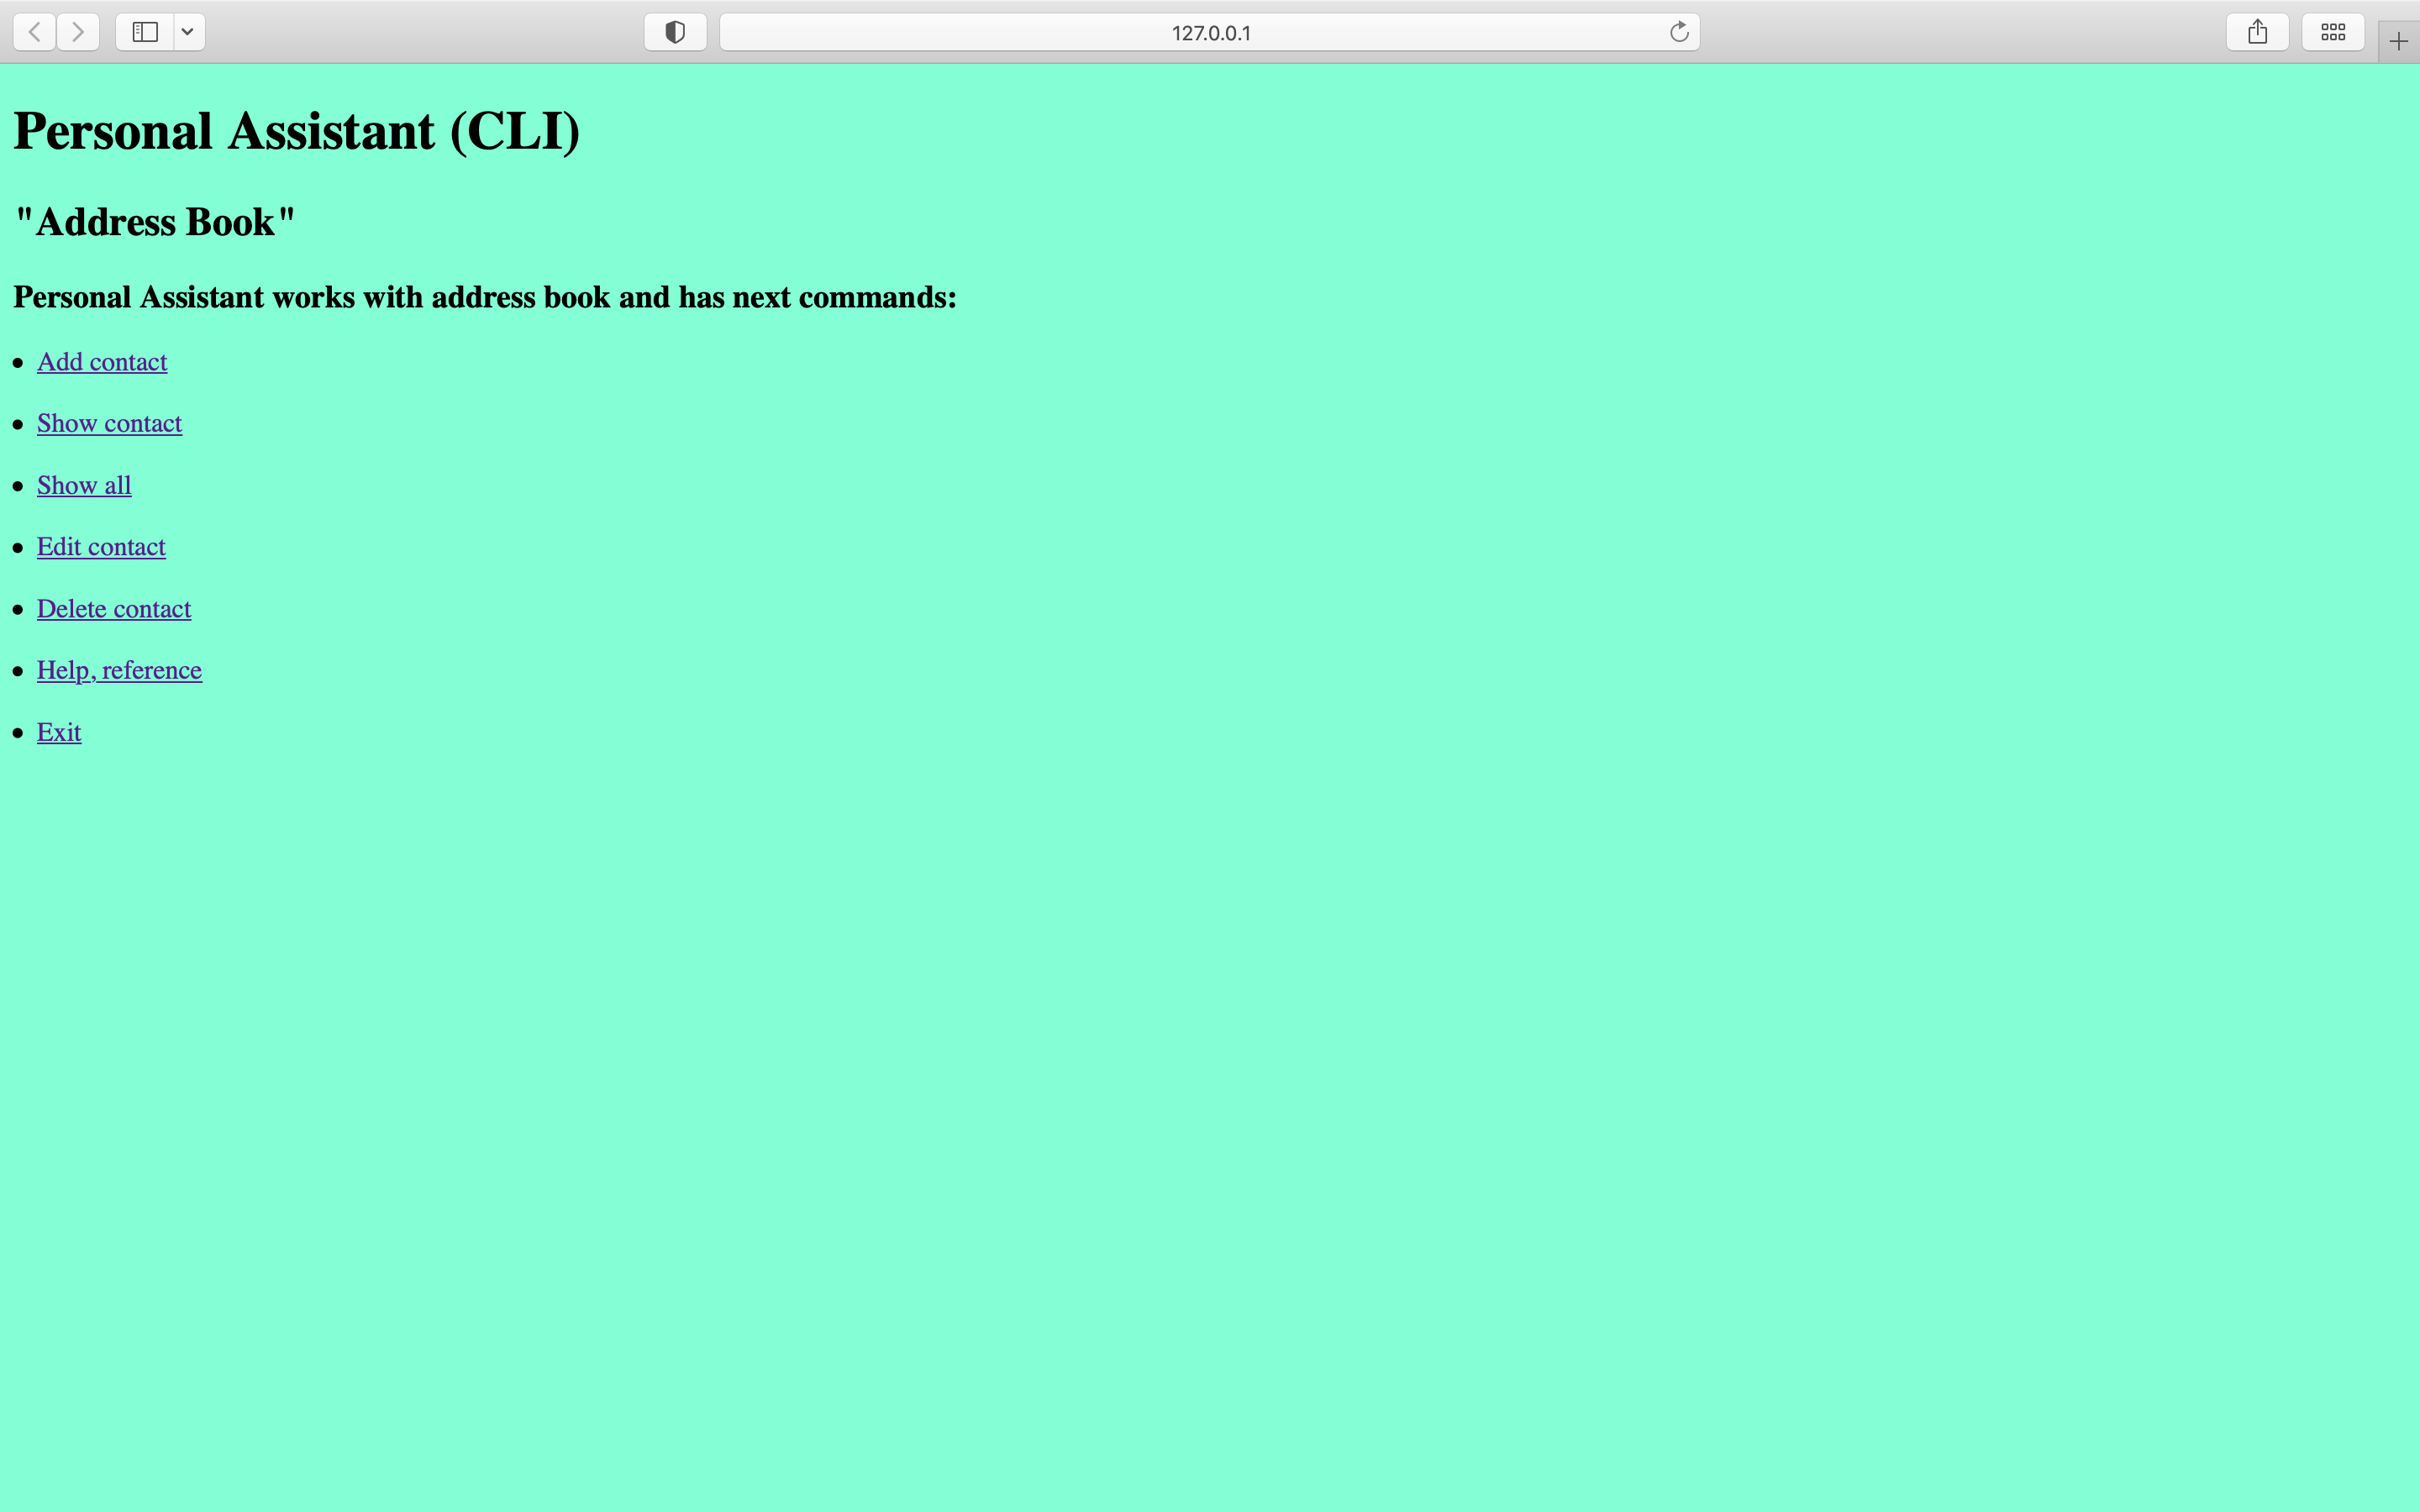 127.0.0.1
Personal Assistant (CLI)
"Address Book"
Personal Assistant works with address book and has next commands:
Add contact
Show contact
Show all
Edit contact
Delete contact
Help, reference
Exit